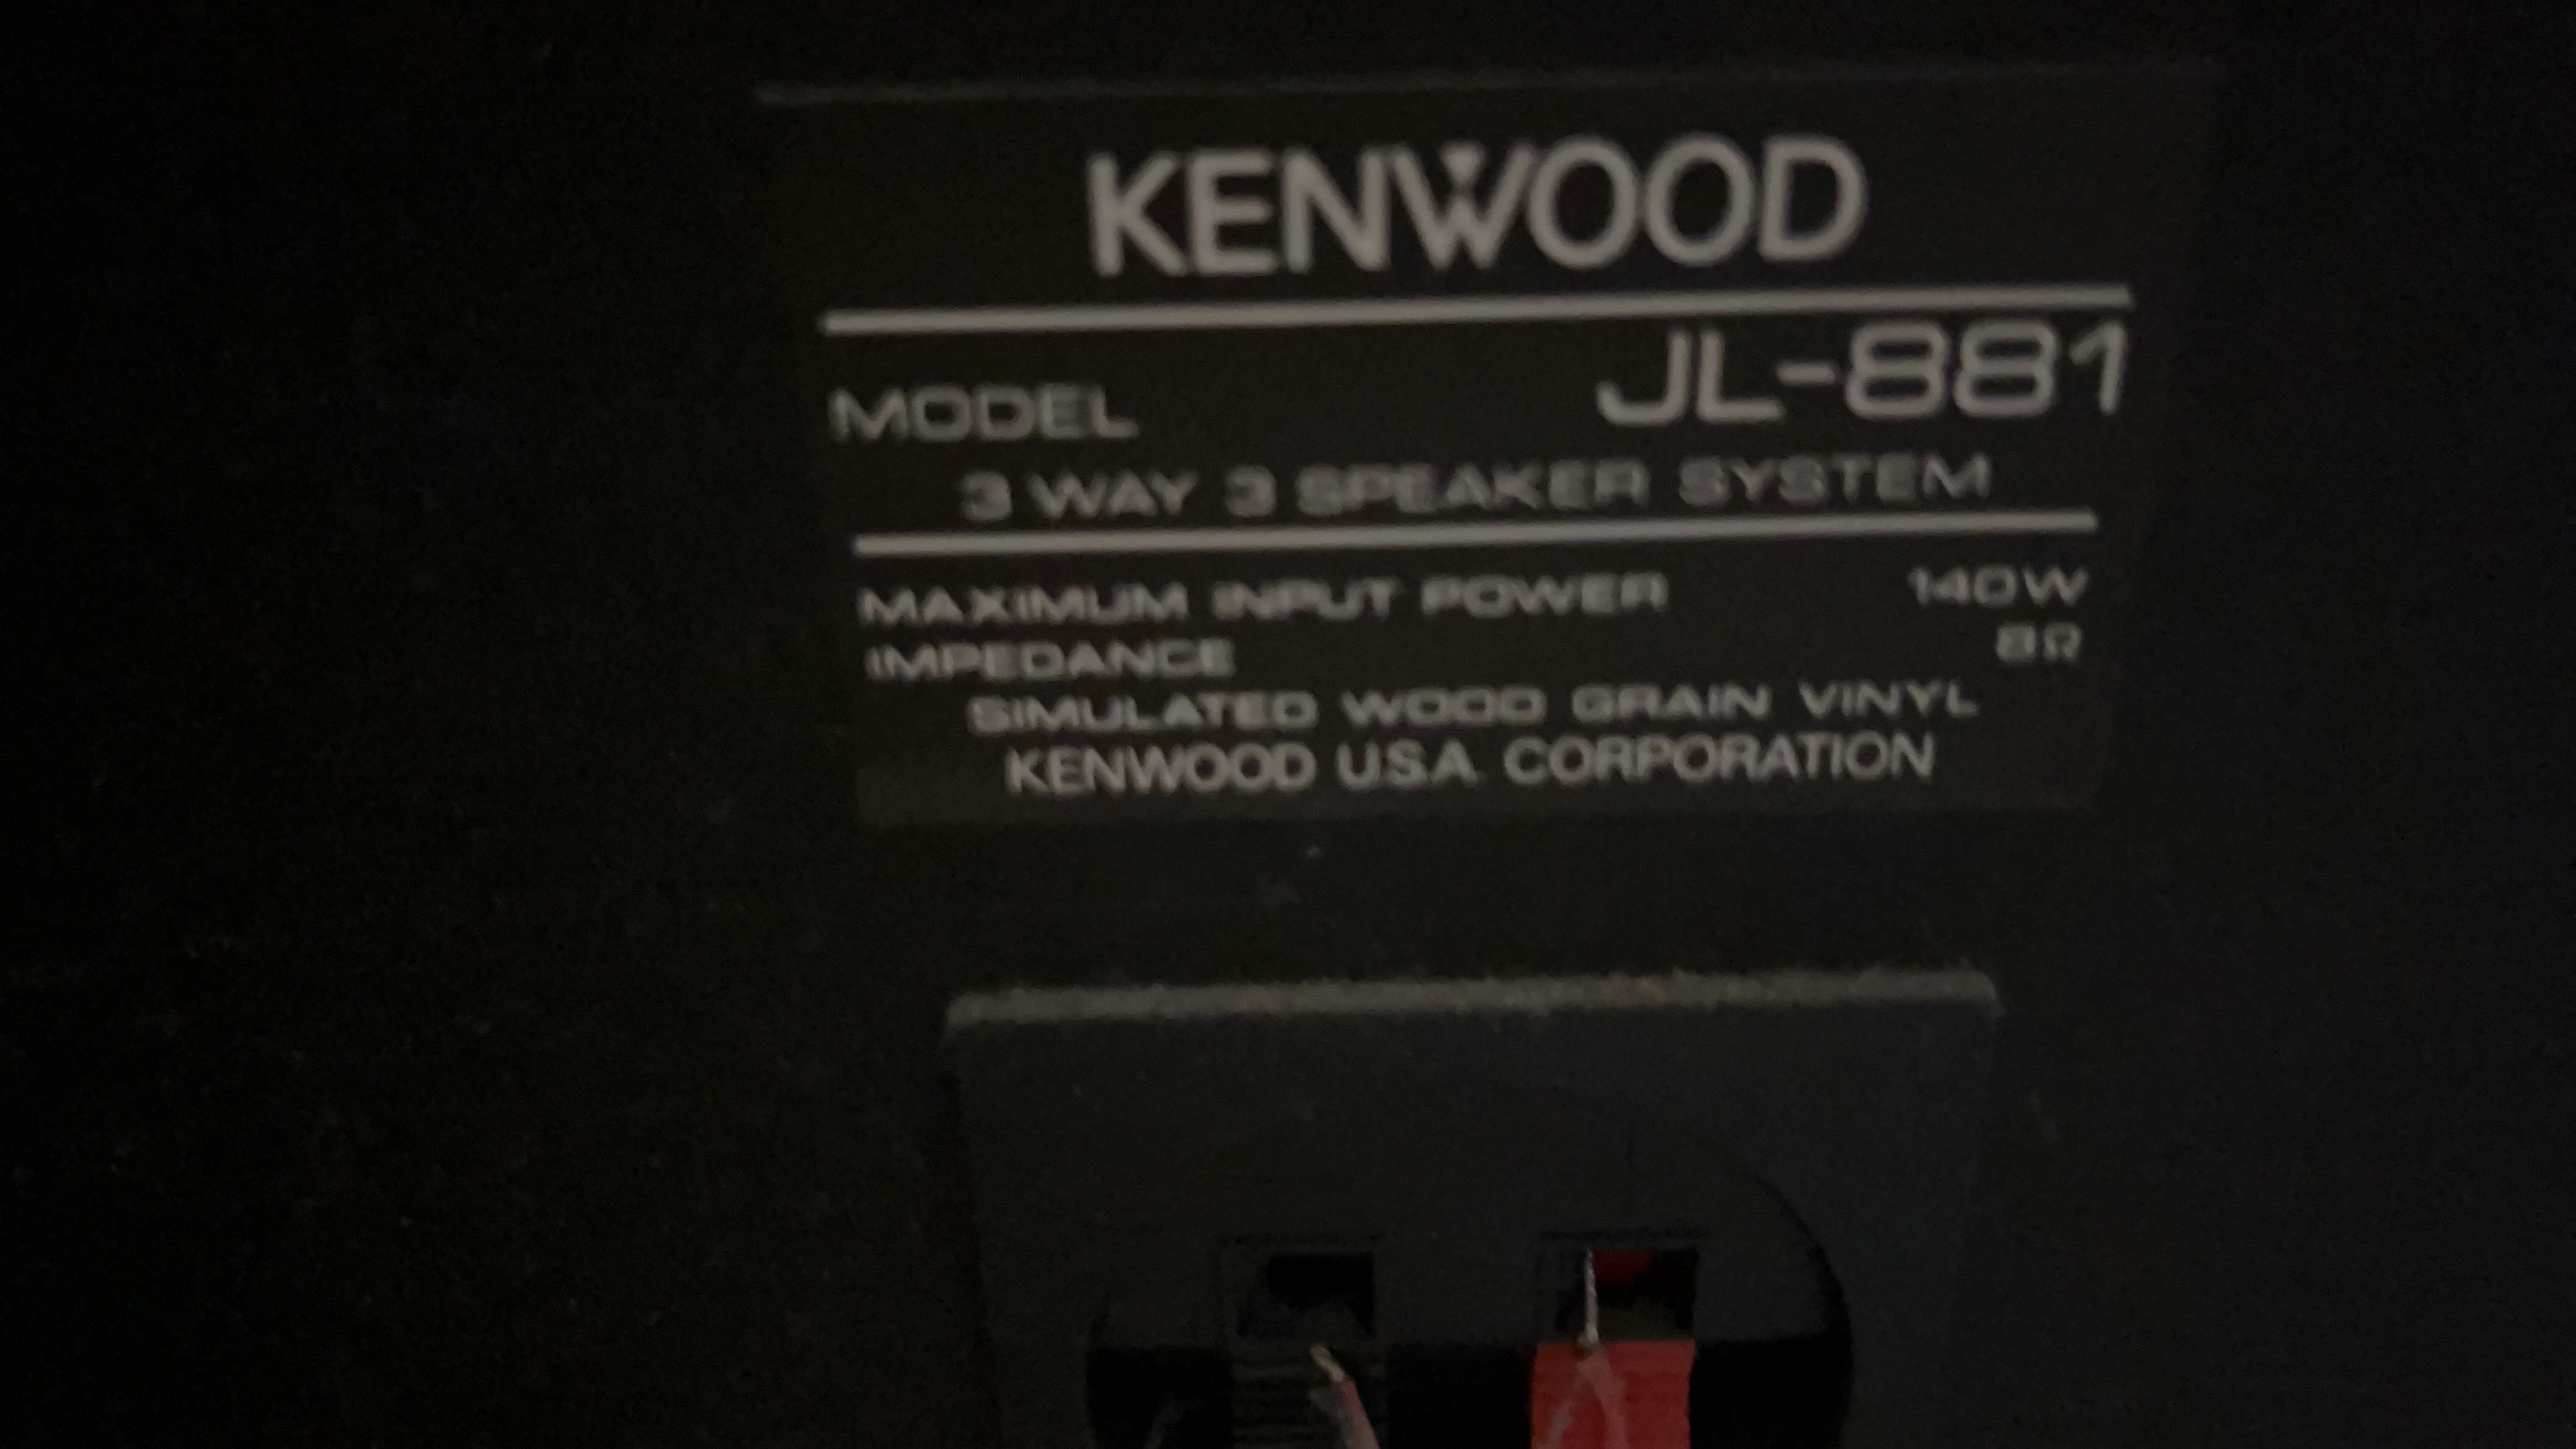 KENWOOD
MODEL JL-881
3 WAY 3 SPEAKER SYSTEM
MAXIMUM INPUT POWER 140W
IMPEDANCE 8Ω
SIMULATED WOOD GRAIN VINYL
KENWOOD U.S.A. CORPORATION